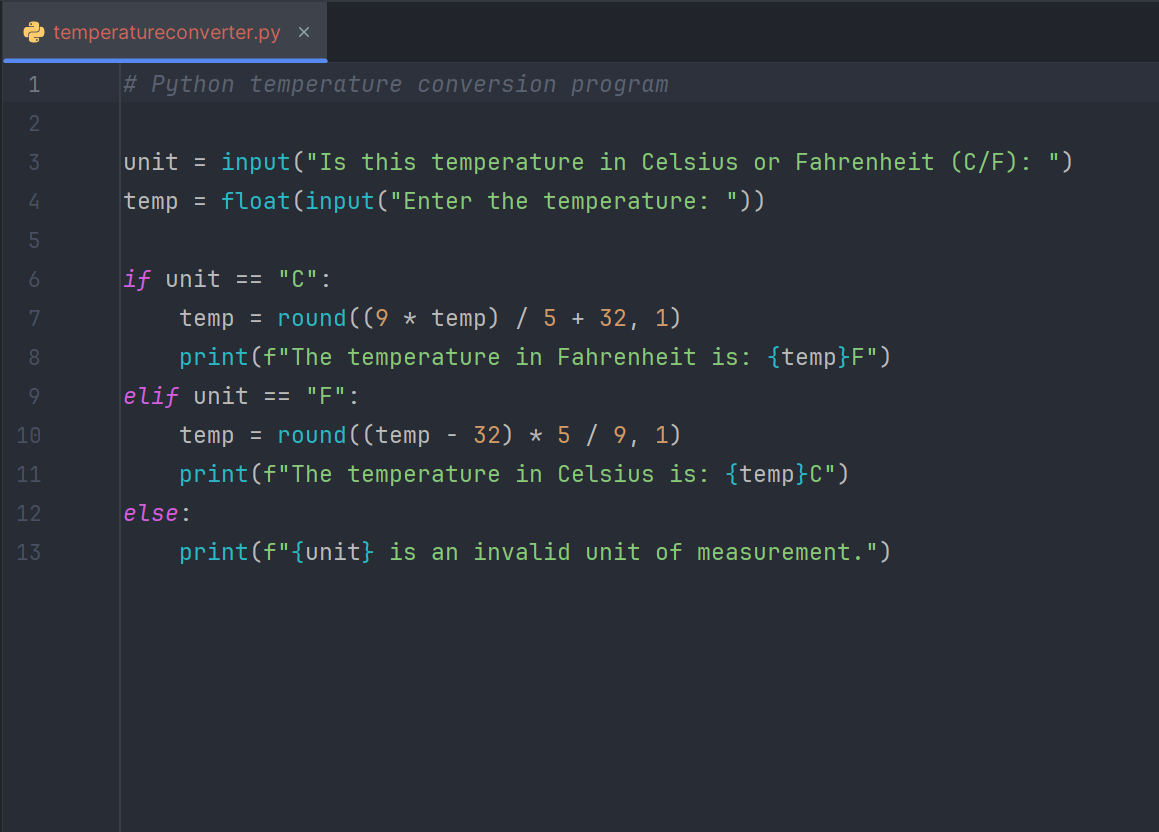 temperatureconverter.py ×
1 # Python temperature conversion program
2
3 unit = input("Is this temperature in Celsius or Fahrenheit (C/F): ")
4 temp = float(input("Enter the temperature: "))
5
6 if unit == "C":
7     temp = round((9 * temp) / 5 + 32, 1)
8     print(f"The temperature in Fahrenheit is: {temp}F")
9 elif unit == "F":
10     temp = round((temp - 32) * 5 / 9, 1)
11     print(f"The temperature in Celsius is: {temp}C")
12 else:
13     print(f"{unit} is an invalid unit of measurement.")